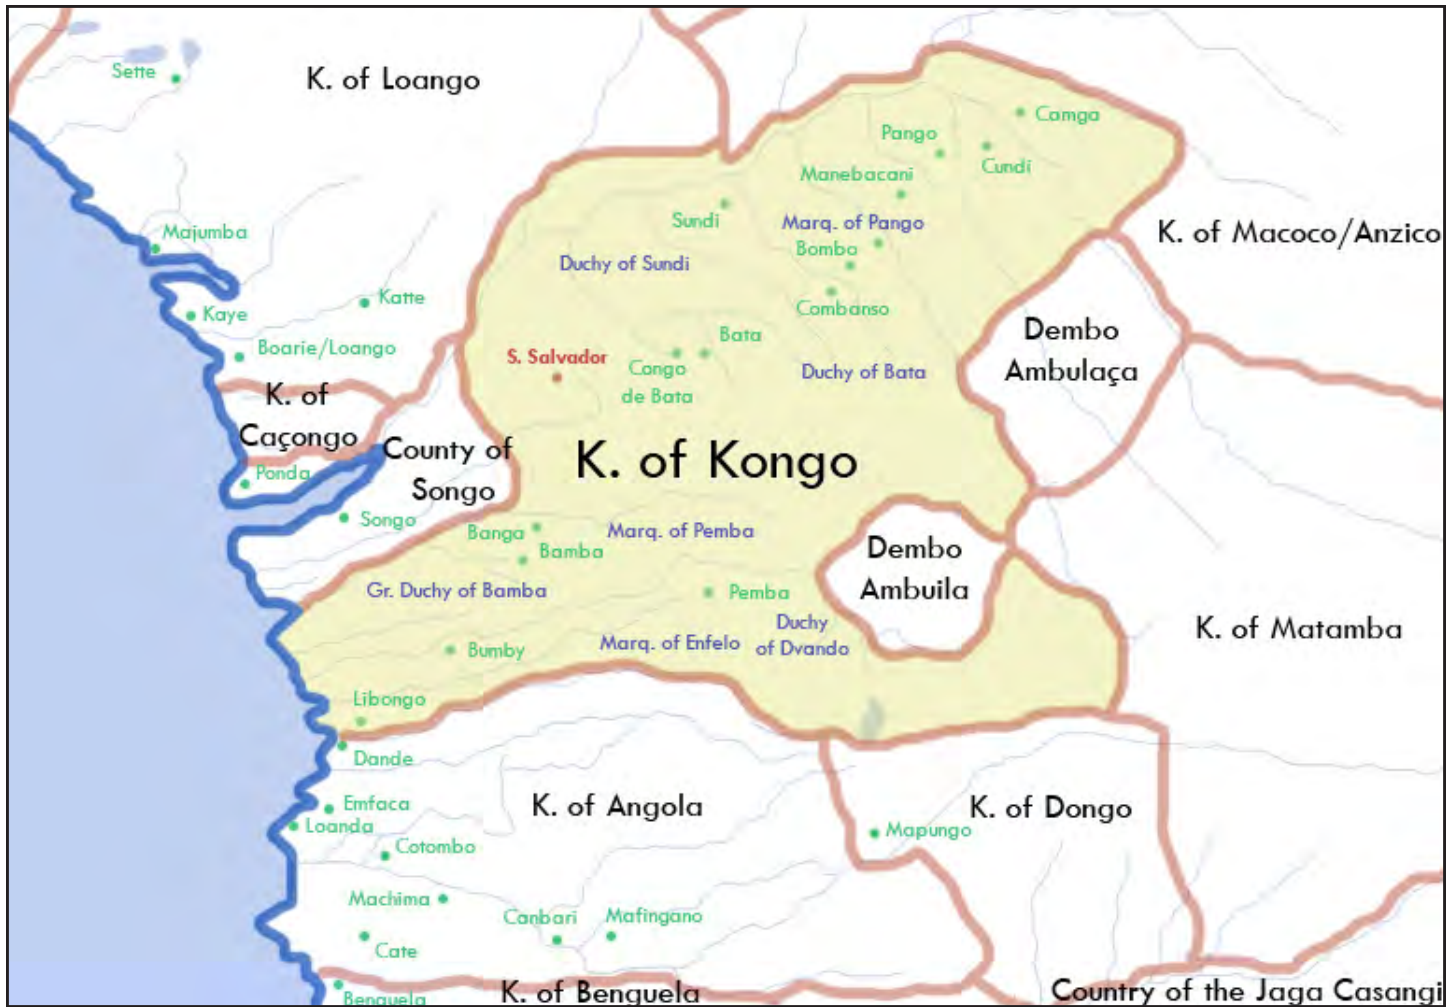 Sette
K. of Loango
Camga
Pango
Cundi
Manebacani
Sundi
Marq. of Pango
K. of Macoco/Anzico
Majumba
Bombo
Duchy of Sundi
Katte
Combanso
Kaye
Dembo
Ambulaça
Bata
Boarie/Loango
S. Salvador
Congo
de Bata
Duchy of Bata
K. of
Caçongo
County of
Songo
K. of Kongo
Ponda
Songo
Banga
Marq. of Pemba
Bamba
Dembo
Ambuila
Gr. Duchy of Bamba
Pemba
Duchy
of Dvando
K. of Matamba
Marq. of Enfelo
Bumby
Libongo
Dande
Emfaca
K. of Angola
K. of Dongo
Loanda
Mapungo
Cotombo
Machima
Canbari
Mafingano
Cate
K. of Benguela
Country of the Jaga Casangi
Benguela